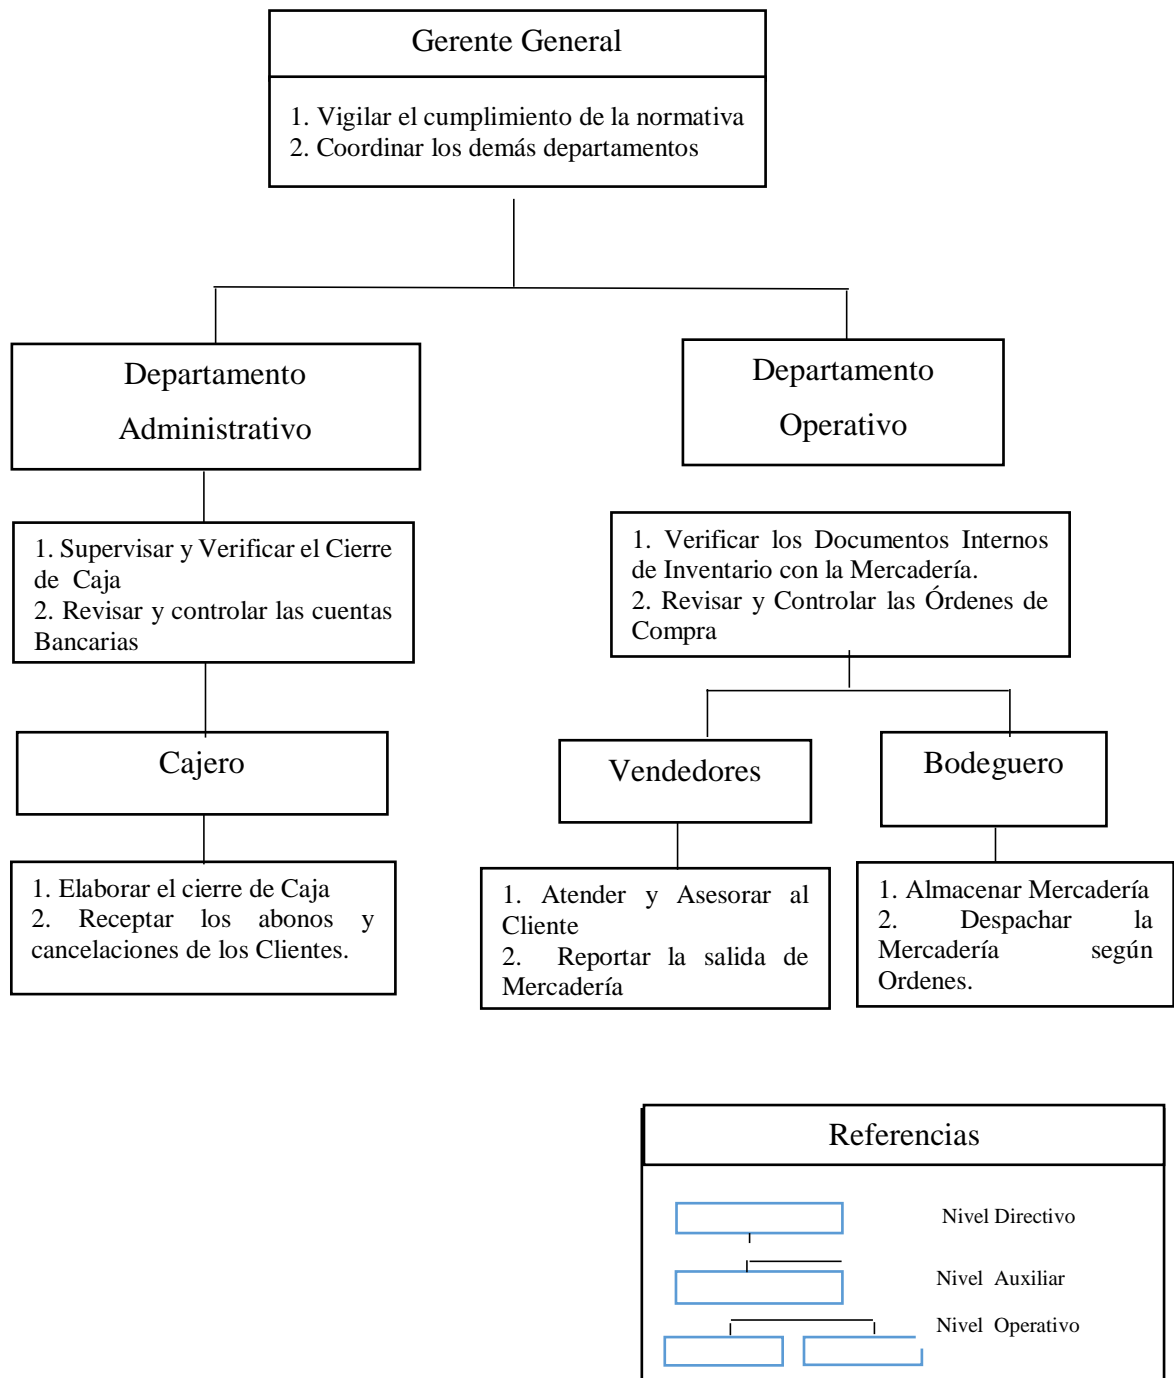 Gerente General
1. Vigilar el cumplimiento de la normativa
2. Coordinar los demás departamentos
Departamento
Administrativo
Departamento
Operativo
1. Supervisar y Verificar el Cierre
de Caja
2. Revisar y controlar las cuentas
Bancarias
1. Verificar los Documentos Internos
de Inventario con la Mercadería.
2. Revisar y Controlar las Órdenes de
Compra
Cajero
Vendedores
Bodeguero
1. Elaborar el cierre de Caja
2. Receptar los abonos y
cancelaciones de los Clientes.
1. Atender y Asesorar al
Cliente
2. Reportar la salida de
Mercadería
1. Almacenar Mercadería
2. Despachar la
Mercadería según
Ordenes.
Referencias
Nivel Directivo
Nivel Auxiliar
Nivel Operativo